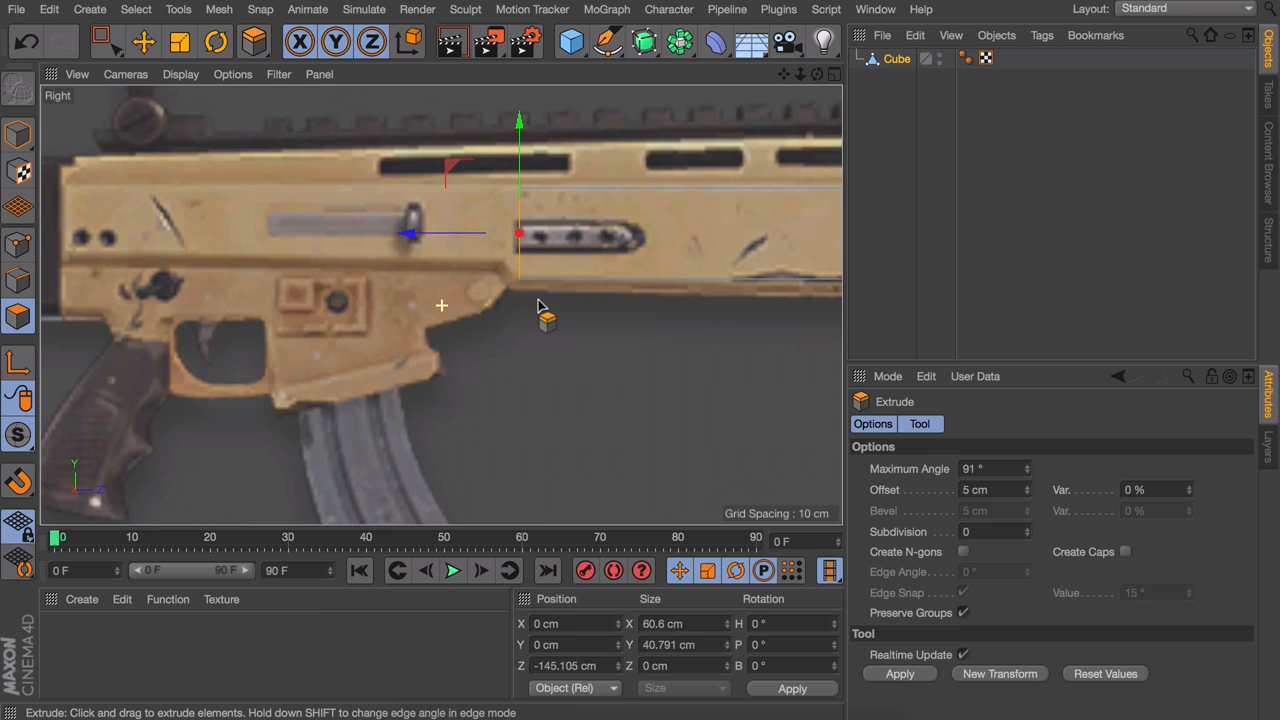 File Edit Create Select Tools Mesh Snap Animate Simulate Render Sculpt Motion Tracker MoGraph Character Pipeline Plugins Script Window Help Layout: Standard
X Y Z
View Cameras Display Options Filter Panel
File Edit View Objects Tags Bookmarks
Right
Cube
Objects
Takes
Content Browser
Structure
Mode Edit User Data
Attributes
Layers
Extrude
Options Tool
Options
Maximum Angle 91 °
Offset 5 cm Var. 0 %
Bevel 5 cm Var. 0 %
Subdivision 0
Create N-gons Create Caps
Edge Angle 0 °
Edge Snap Value 15 °
Preserve Groups
Tool
Realtime Update
Apply New Transform Reset Values
Y
Z
S
Grid Spacing : 10 cm
0 10 20 30 40 50 60 70 80 90 0 F
0 F 0 F 90 F 90 F
P
Create Edit Function Texture
Position Size Rotation
X 0 cm X 60.6 cm H 0 °
Y 0 cm Y 40.791 cm P 0 °
Z -145.105 cm Z 0 cm B 0 °
Object (Rel) Size Apply
MAXON
CINEMA 4D
Extrude: Click and drag to extrude elements. Hold down SHIFT to change edge angle in edge mode